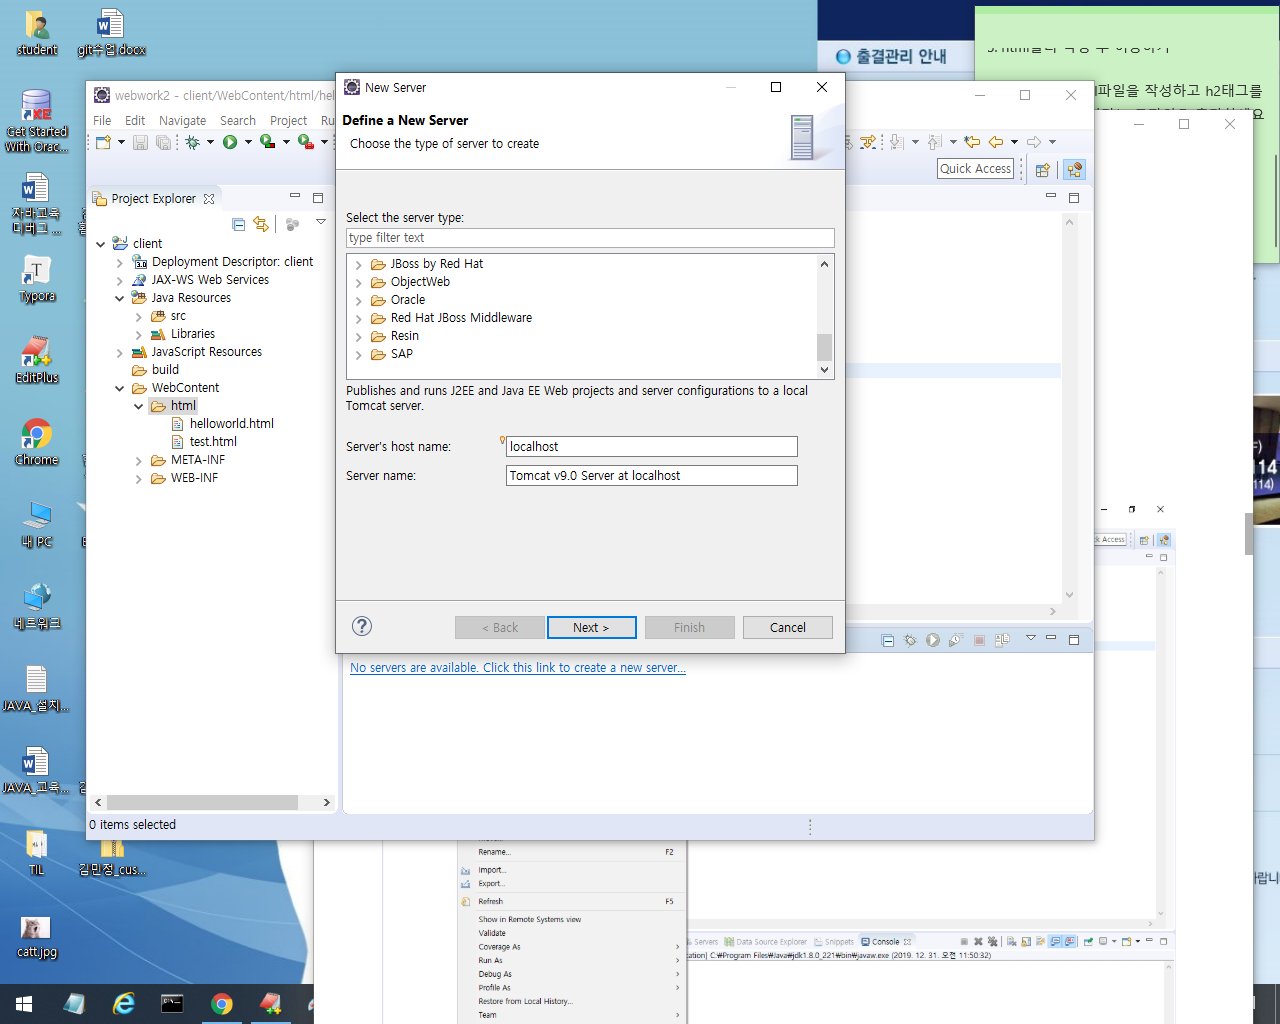 student
git수업.docx
Get Started
With Orac...
자바교육
디버그 ...
Typora
EditPlus
Chrome
내 PC
네트워크
JAVA_설치...
JAVA_교육...
TIL
김민정_cus...
catt.jpg
출결관리 안내
파일을 작성하고 h2태그를
webwork2 - client/WebContent/html/hel
File Edit Navigate Search Project Ru
Quick Access
Project Explorer
client
Deployment Descriptor: client
JAX-WS Web Services
Java Resources
src
Libraries
JavaScript Resources
build
WebContent
html
helloworld.html
test.html
META-INF
WEB-INF
0 items selected
New Server
Define a New Server
Choose the type of server to create
Select the server type:
type filter text
JBoss by Red Hat
ObjectWeb
Oracle
Red Hat JBoss Middleware
Resin
SAP
Publishes and runs J2EE and Java EE Web projects and server configurations to a local
Tomcat server.
Server's host name: localhost
Server name: Tomcat v9.0 Server at localhost
?
< Back Next > Finish Cancel
No servers are available. Click this link to create a new server...
114
114)
Access
Rename... F2
Import...
Export...
Refresh F5
Show in Remote Systems view
Validate
Coverage As
Run As
Debug As
Profile As
Restore from Local History...
Team
Servers Data Source Explorer Snippets Console
cation] C:₩Program Files₩Java₩jdk1.8.0_221₩bin₩javaw.exe (2019. 12. 31. 오전 11:50:32)